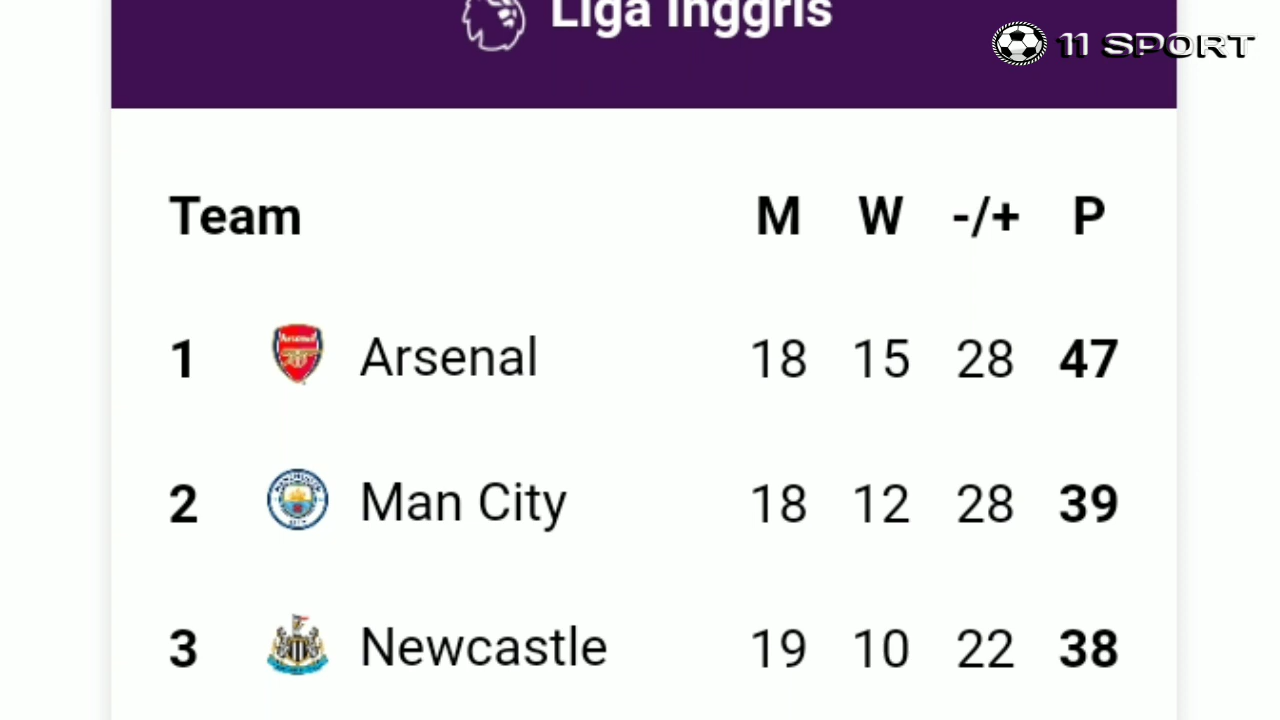 Liga Inggris
11 SPORT
Team M W -/+ P
1 Arsenal 18 15 28 47
2 Man City 18 12 28 39
3 Newcastle 19 10 22 38